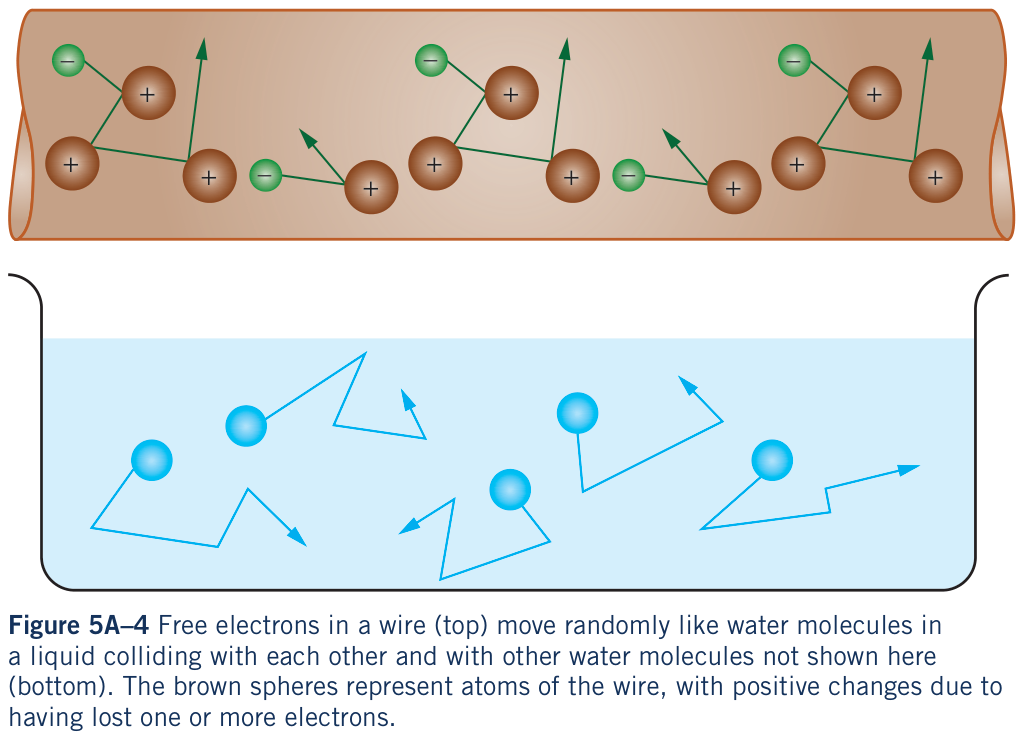 − + + + − + − + + + − + − + + +
Figure 5A–4 Free electrons in a wire (top) move randomly like water molecules in
a liquid colliding with each other and with other water molecules not shown here
(bottom). The brown spheres represent atoms of the wire, with positive changes due to
having lost one or more electrons.